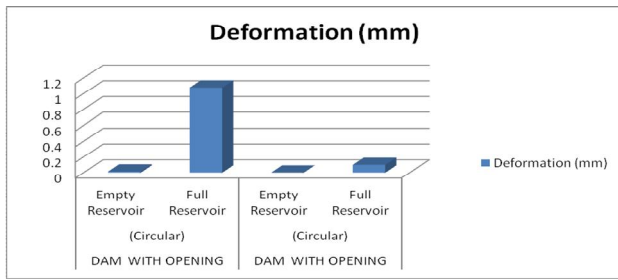 Deformation (mm)
1.2
1
0.8
0.6
0.4
0.2
0
Empty Reservoir
Full Reservoir
Empty Reservoir
Full Reservoir
(Circular)
(Circular)
DAM WITH OPENING
DAM WITH OPENING
Deformation (mm)